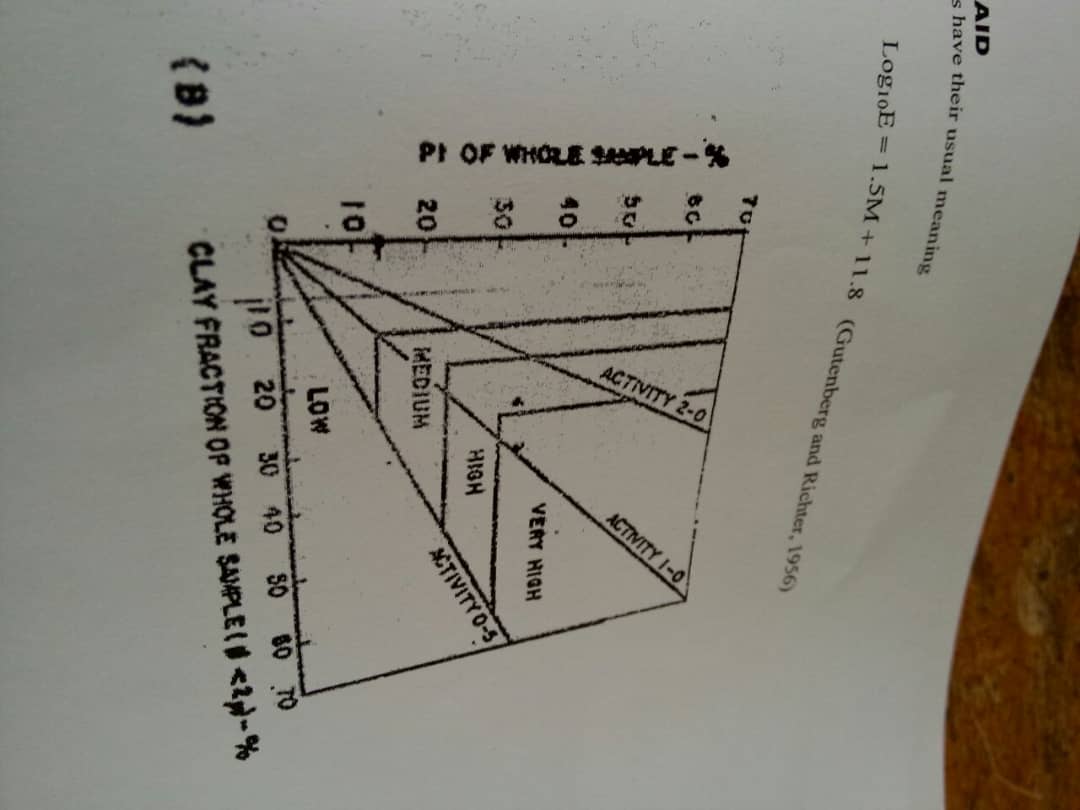 AID
s have their usual meaning
Log₁₀E = 1.5M + 11.8 (Gutenberg and Richter, 1956)
PI OF WHOLE SAMPLE - %
70
60
50
40
30
20
10
0
ACTIVITY 2-0
ACTIVITY 1-0
ACTIVITY 0-5
VERY HIGH
HIGH
MEDIUM
LOW
10 20 30 40 50 60 70
CLAY FRACTION OF WHOLE SAMPLE ( <2μ) - %
(B)